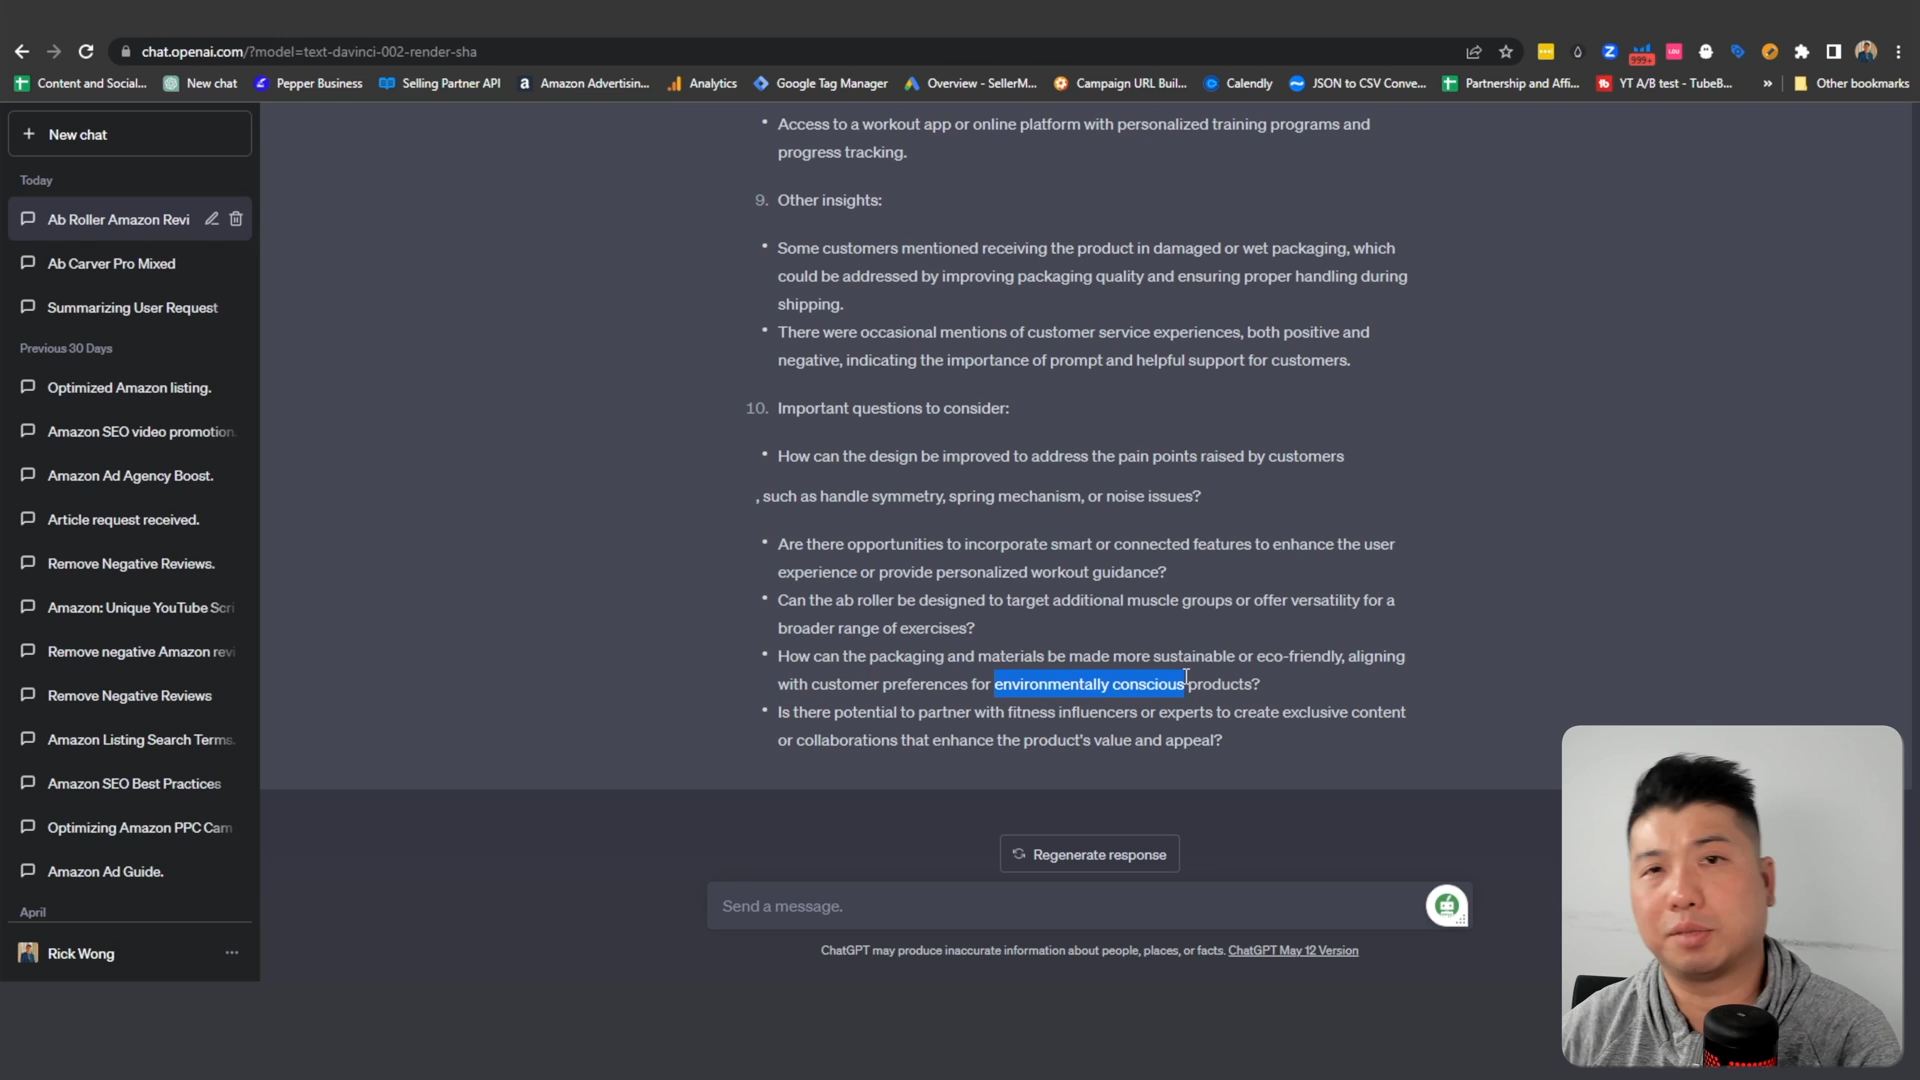 chat.openai.com/?model=text-davinci-002-render-sha
999+
LOU
Content and Social...
New chat
Pepper Business
Selling Partner API
a
Amazon Advertisin...
Analytics
Google Tag Manager
Overview - SellerM...
Campaign URL Buil...
Calendly
JSON to CSV Conve...
Partnership and Affi...
YT A/B test - TubeB...
»
Other bookmarks
+ New chat
Today
Ab Roller Amazon Revi
Ab Carver Pro Mixed
Summarizing User Request
Previous 30 Days
Optimized Amazon listing.
Amazon SEO video promotion.
Amazon Ad Agency Boost.
Article request received.
Remove Negative Reviews.
Amazon: Unique YouTube Scri
Remove negative Amazon revi
Remove Negative Reviews
Amazon Listing Search Terms.
Amazon SEO Best Practices
Optimizing Amazon PPC Cam
Amazon Ad Guide.
April
Rick Wong
• Access to a workout app or online platform with personalized training programs and
progress tracking.
9. Other insights:
• Some customers mentioned receiving the product in damaged or wet packaging, which
could be addressed by improving packaging quality and ensuring proper handling during
shipping.
• There were occasional mentions of customer service experiences, both positive and
negative, indicating the importance of prompt and helpful support for customers.
10. Important questions to consider:
• How can the design be improved to address the pain points raised by customers
, such as handle symmetry, spring mechanism, or noise issues?
• Are there opportunities to incorporate smart or connected features to enhance the user
experience or provide personalized workout guidance?
• Can the ab roller be designed to target additional muscle groups or offer versatility for a
broader range of exercises?
• How can the packaging and materials be made more sustainable or eco-friendly, aligning
with customer preferences for environmentally conscious products?
• Is there potential to partner with fitness influencers or experts to create exclusive content
or collaborations that enhance the product's value and appeal?
Regenerate response
Send a message.
ChatGPT may produce inaccurate information about people, places, or facts. ChatGPT May 12 Version